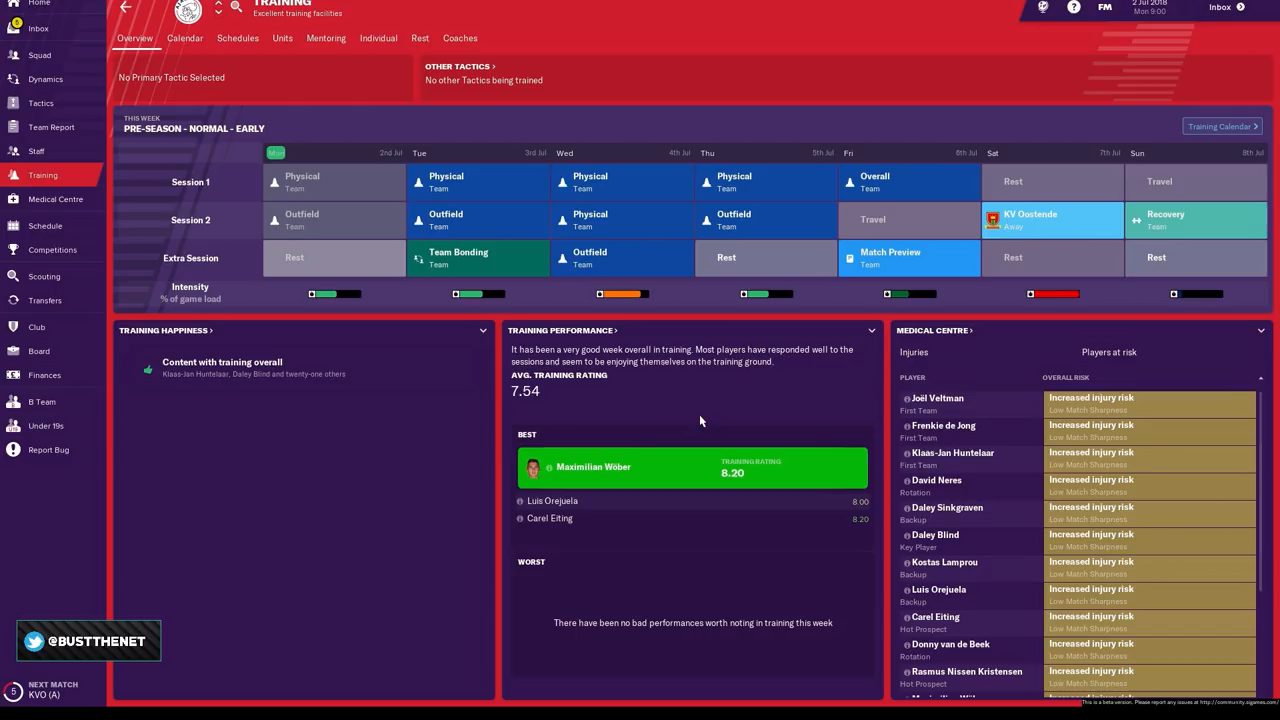 Home
TRAINING
Excellent training facilities
2 Jul 2018
Mon 9:00
FM
Inbox
5
Inbox
Overview
Calendar
Schedules
Units
Mentoring
Individual
Rest
Coaches
Squad
Dynamics
Tactics
Team Report
Staff
Training
Medical Centre
Schedule
Competitions
Scouting
Transfers
Club
Board
Finances
B Team
Under 19s
Report Bug
No Primary Tactic Selected
OTHER TACTICS >
No other Tactics being trained
THIS WEEK
PRE-SEASON - NORMAL - EARLY
Training Calendar >
Mon 2nd Jul Tue 3rd Jul Wed 4th Jul Thu 5th Jul Fri 6th Jul Sat 7th Jul Sun 8th Jul
Session 1
Physical
Team
Physical
Team
Physical
Team
Physical
Team
Overall
Team
Rest
Travel
Session 2
Outfield
Team
Outfield
Team
Physical
Team
Outfield
Team
Travel
KV Oostende
Away
Recovery
Team
Extra Session
Rest
Team Bonding
Team
Outfield
Team
Rest
Match Preview
Team
Rest
Rest
Intensity
% of game load
TRAINING HAPPINESS >
Content with training overall
Klaas-Jan Huntelaar, Daley Blind and twenty-one others
TRAINING PERFORMANCE >
It has been a very good week overall in training. Most players have responded well to the
sessions and seem to be enjoying themselves on the training ground.
AVG. TRAINING RATING
7.54
BEST
Maximilian Wöber
TRAINING RATING
8.20
Luis Orejuela 8.00
Carel Eiting 8.20
WORST
There have been no bad performances worth noting in training this week
MEDICAL CENTRE >
Injuries
Players at risk
PLAYER OVERALL RISK
Joël Veltman Increased injury risk
First Team Low Match Sharpness
Frenkie de Jong Increased injury risk
First Team Low Match Sharpness
Klaas-Jan Huntelaar Increased injury risk
First Team Low Match Sharpness
David Neres Increased injury risk
Rotation Low Match Sharpness
Daley Sinkgraven Increased injury risk
Backup Low Match Sharpness
Daley Blind Increased injury risk
Key Player Low Match Sharpness
Kostas Lamprou Increased injury risk
Backup Low Match Sharpness
Luis Orejuela Increased injury risk
Backup Low Match Sharpness
Carel Eiting Increased injury risk
Hot Prospect Low Match Sharpness
Donny van de Beek Increased injury risk
Rotation Low Match Sharpness
Rasmus Nissen Kristensen Increased injury risk
Hot Prospect Low Match Sharpness
@BUSTTHENET
5
NEXT MATCH
KVO (A)
This is a beta version. Please report any issues at http://community.sigames.com/